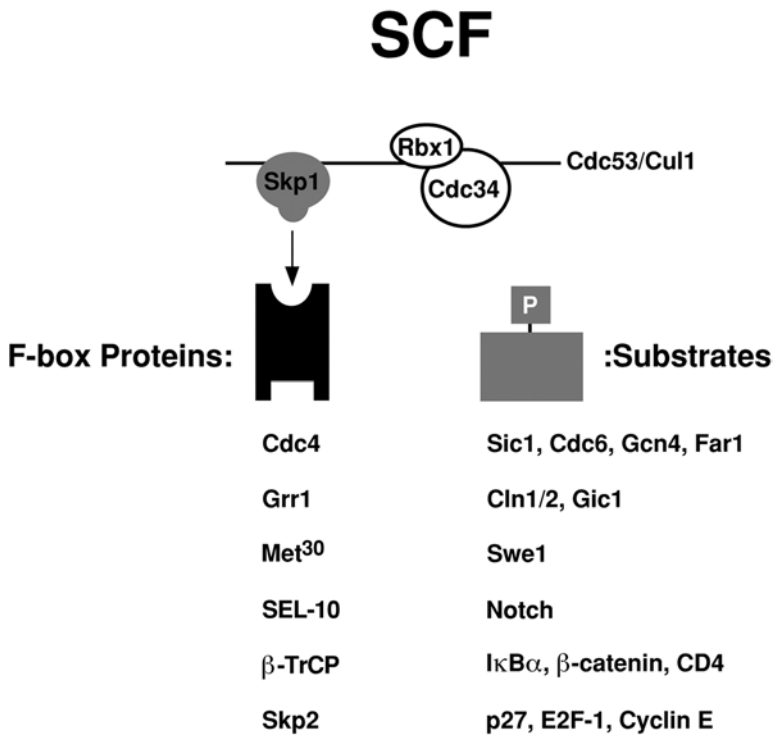 SCF
Rbx1
Cdc53/Cul1
Skp1
Cdc34
P
F-box Proteins:
:Substrates
Cdc4 Sic1, Cdc6, Gcn4, Far1
Grr1 Cln1/2, Gic1
Met30 Swe1
SEL-10 Notch
β-TrCP IκBα, β-catenin, CD4
Skp2 p27, E2F-1, Cyclin E